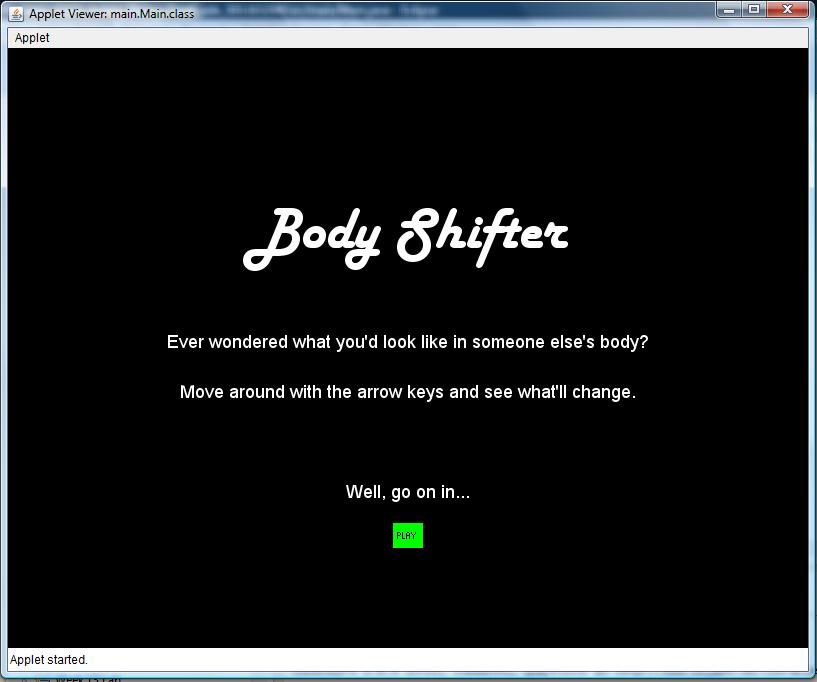 Applet Viewer: main.Main.class
Applet
Body Shifter
Ever wondered what you'd look like in someone else's body?
Move around with the arrow keys and see what'll change.
Well, go on in...
PLAY
Applet started.